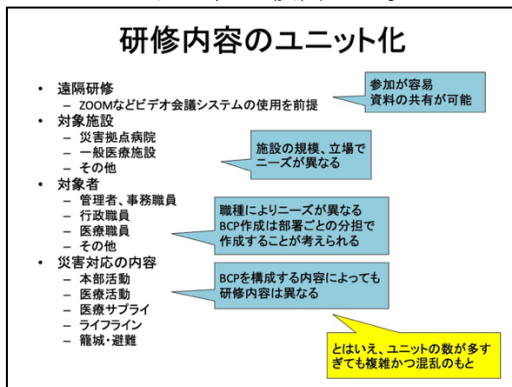 研修内容のユニット化
• 遠隔研修
– ZOOMなどビデオ会議システムの使用を前提
参加が容易
資料の共有が可能
• 対象施設
– 災害拠点病院
– 一般医療施設
– その他
施設の規模、立場で
ニーズが異なる
• 対象者
– 管理者、事務職員
– 行政職員
– 医療職員
– その他
職種によりニーズが異なる
BCP作成は部署ごとの分担で
作成することが考えられる
• 災害対応の内容
– 本部活動
– 医療活動
– 医療サプライ
– ライフライン
– 籠城・避難
BCPを構成する内容によっても
研修内容は異なる
とはいえ、ユニットの数が多す
ぎても複雑かつ混乱のもと